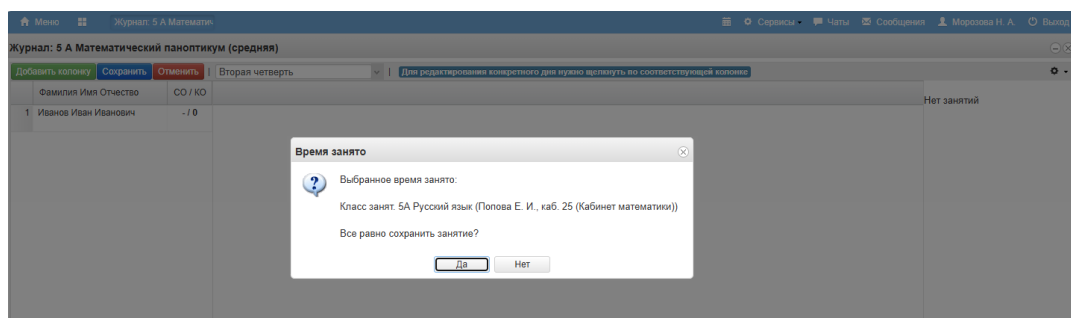 Меню Журнал: 5 А Математич Сервисы Чаты Сообщения Морозова Н. А. Выход
Журнал: 5 А Математический паноптикум (средняя)
Добавить колонку Сохранить Отменить | Вторая четверть | Для редактирования конкретного дня нужно щелкнуть по соответствующей колонке
Фамилия Имя Отчество СО / КО
Нет занятий
1 Иванов Иван Иванович - / 0
Время занято
Выбранное время занято:
Класс занят. 5А Русский язык (Попова Е. И., каб. 25 (Кабинет математики))
Все равно сохранить занятие?
Да Нет